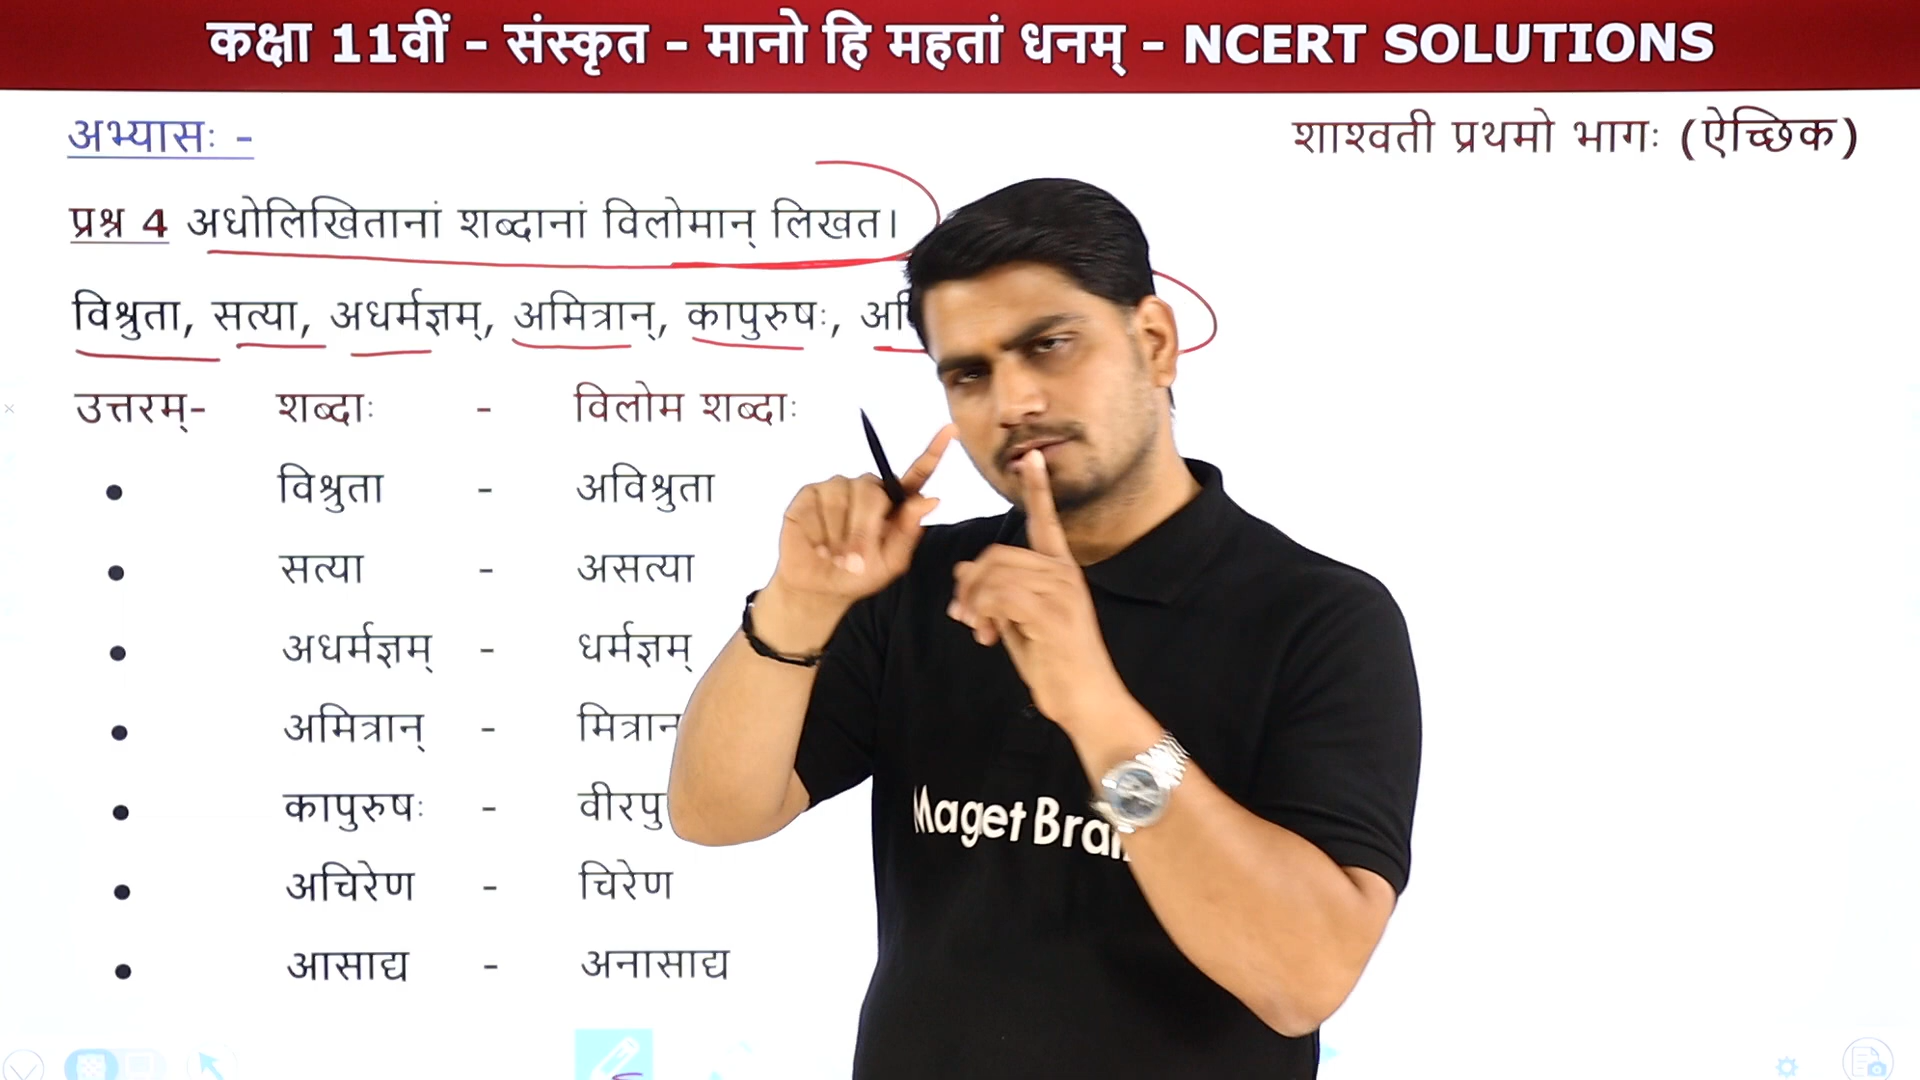 कक्षा 11वीं - संस्कृत - मानो हि महतां धनम् - NCERT SOLUTIONS
अभ्यासः -
शाश्वती प्रथमो भागः (ऐच्छिक)
प्रश्न 4 अधोलिखितानां शब्दानां विलोमान् लिखत।
विश्रुता, सत्या, अधर्मज्ञम्, अमित्रान्, कापुरुषः,
उत्तरम्- शब्दाः - विलोम शब्दाः
• विश्रुता - अविश्रुता
• सत्या - असत्या
• अधर्मज्ञम् - धर्मज्ञम्
• अमित्रान् -
• कापुरुषः -
• अचिरेण - चिरेण
• आसाद्य - अनासाद्य
Maget